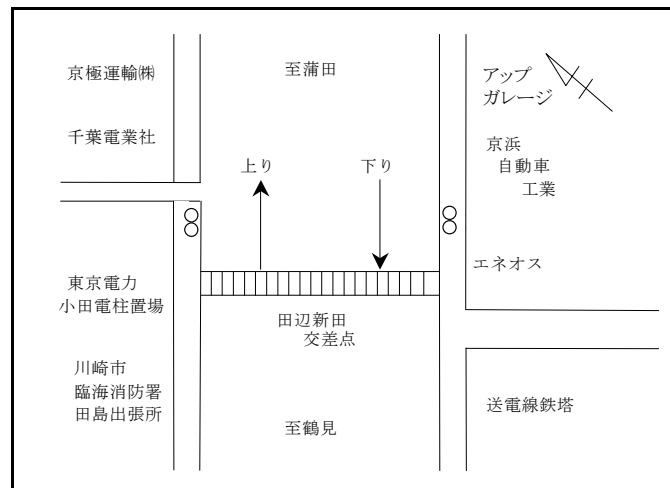 京極運輸㈱
至蒲田
アップ
ガレージ
千葉電業社
京浜
自動車
工業
上り
下り
エネオス
東京電力
小田電柱置場
田辺新田
交差点
川崎市
臨海消防署
田島出張所
至鶴見
送電線鉄塔